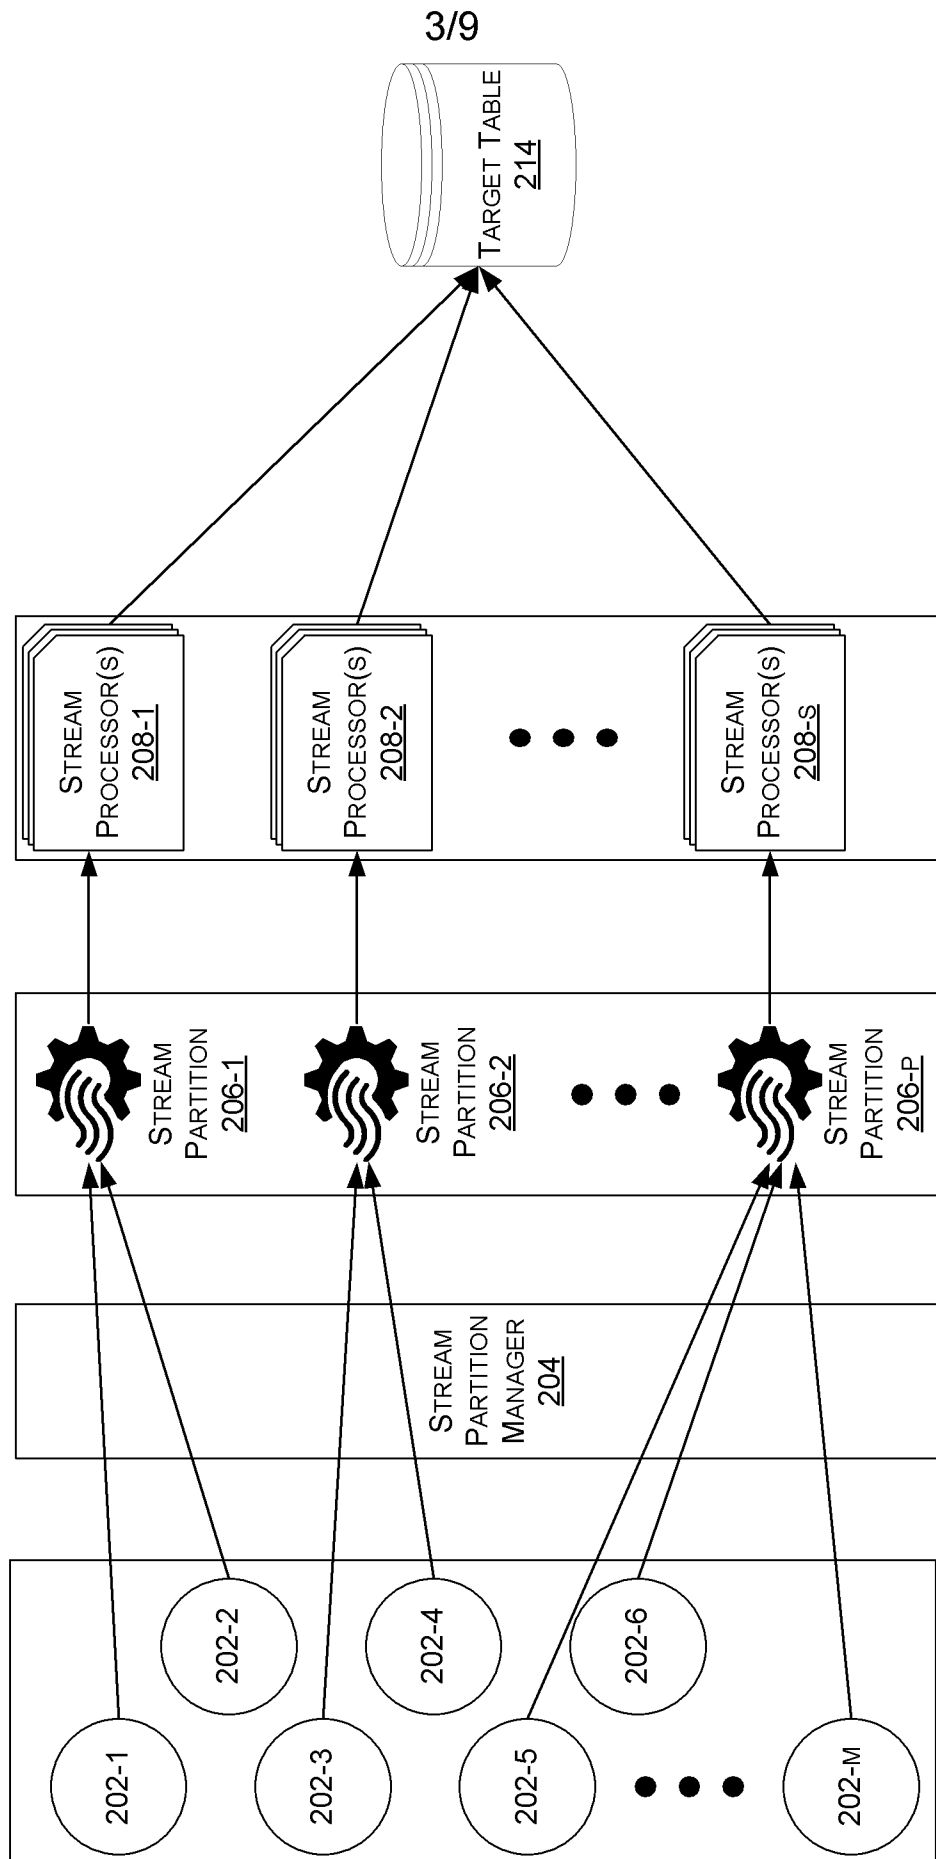 3/9
202-1
202-2
202-3
202-4
202-5
202-6
202-M
STREAM
PARTITION
MANAGER
204
STREAM
PARTITION
206-1
STREAM
PARTITION
206-2
STREAM
PARTITION
206-P
STREAM
PROCESSOR(S)
208-1
STREAM
PROCESSOR(S)
208-2
STREAM
PROCESSOR(S)
208-S
TARGET TABLE
214